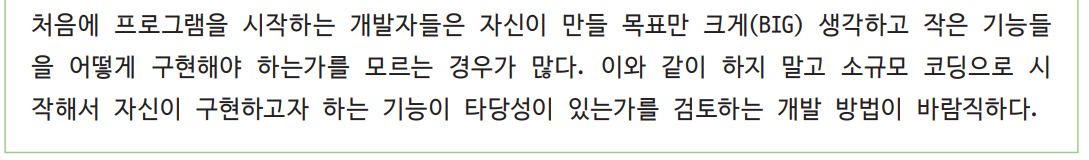 처음에 프로그램을 시작하는 개발자들은 자신이 만들 목표만 크게(BIG) 생각하고 작은 기능들
을 어떻게 구현해야 하는가를 모르는 경우가 많다. 이와 같이 하지 말고 소규모 코딩으로 시
작해서 자신이 구현하고자 하는 기능이 타당성이 있는가를 검토하는 개발 방법이 바람직하다.